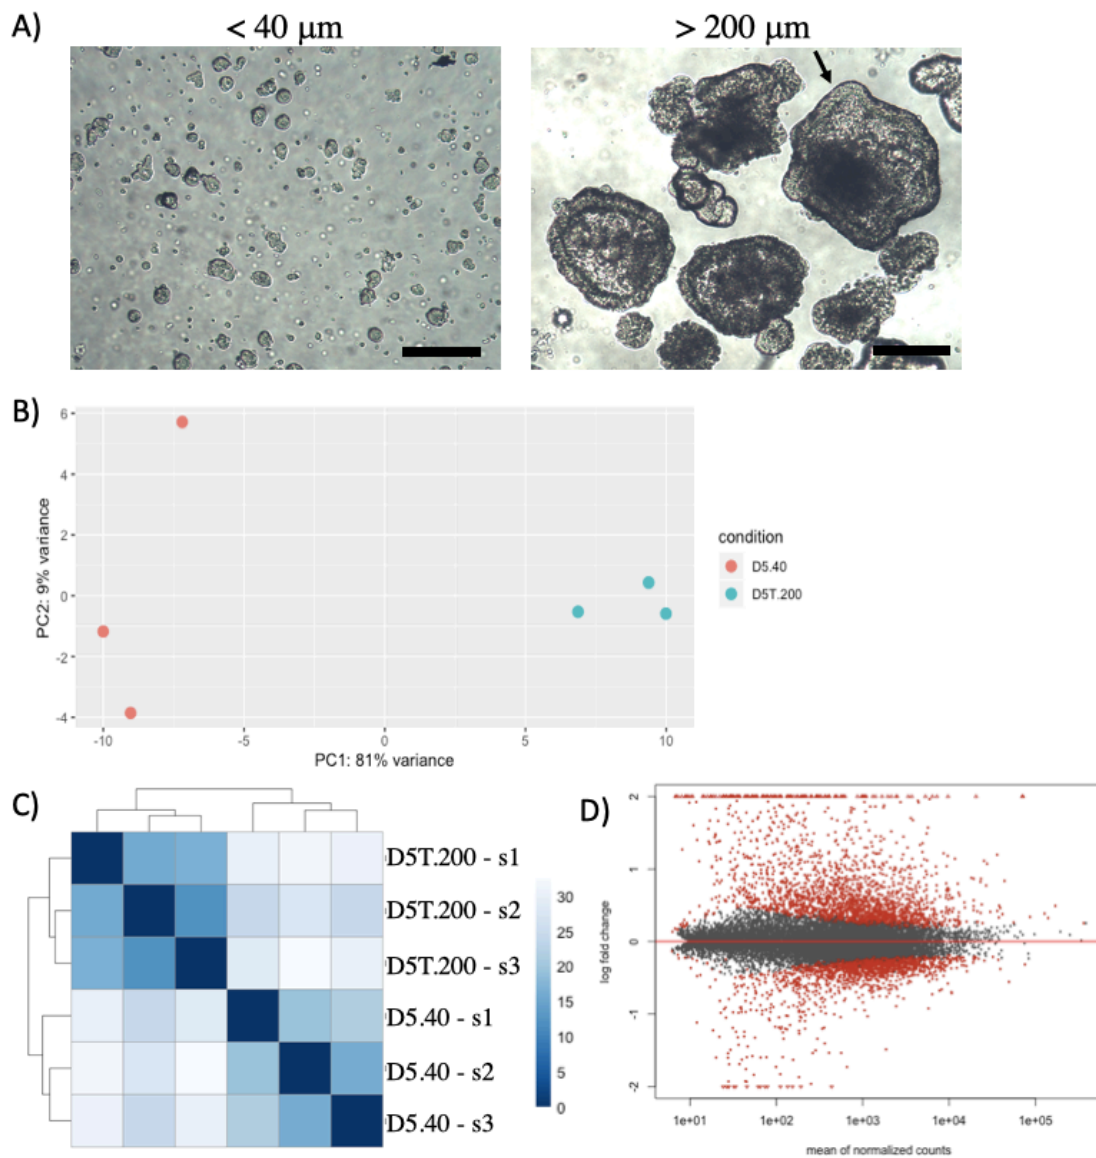 A)
< 40 μm
> 200 μm
B)
6
4
2
0
-2
-4
-10
-5
0
5
10
PC2: 9% variance
PC1: 81% variance
condition
D5.40
D5T.200
C)
D5T.200 - s1
D5T.200 - s2
D5T.200 - s3
D5.40 - s1
D5.40 - s2
D5.40 - s3
30
25
20
15
10
5
0
D)
2
1
0
-1
-2
log fold change
1e+01
1e+02
1e+03
1e+04
1e+05
mean of normalized counts